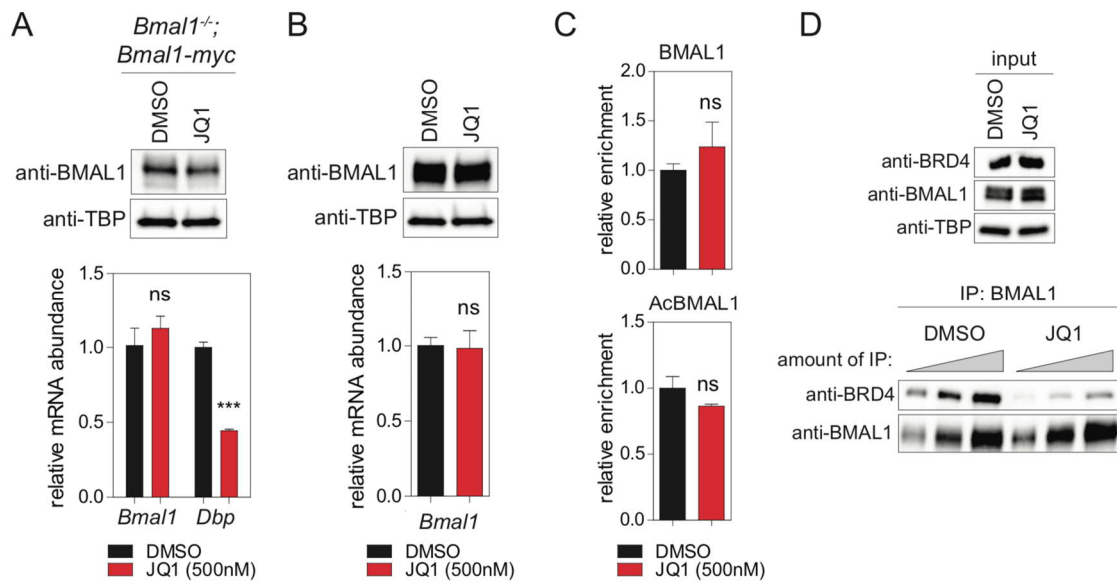 A
Bmal1-/-;
Bmal1-myc
DMSO
JQ1
anti-BMAL1
anti-TBP
relative mRNA abundance
1.5
1.0
0.5
0.0
ns
***
Bmal1
Dbp
DMSO
JQ1 (500nM)
B
DMSO
JQ1
anti-BMAL1
anti-TBP
relative mRNA abundance
1.5
1.0
0.5
0.0
ns
Bmal1
DMSO
JQ1 (500nM)
C
BMAL1
relative enrichment
2.0
1.5
1.0
0.5
0.0
ns
AcBMAL1
relative enrichment
1.5
1.0
0.5
0.0
ns
DMSO
JQ1 (500nM)
D
input
DMSO
JQ1
anti-BRD4
anti-BMAL1
anti-TBP
IP: BMAL1
DMSO
JQ1
amount of IP:
anti-BRD4
anti-BMAL1